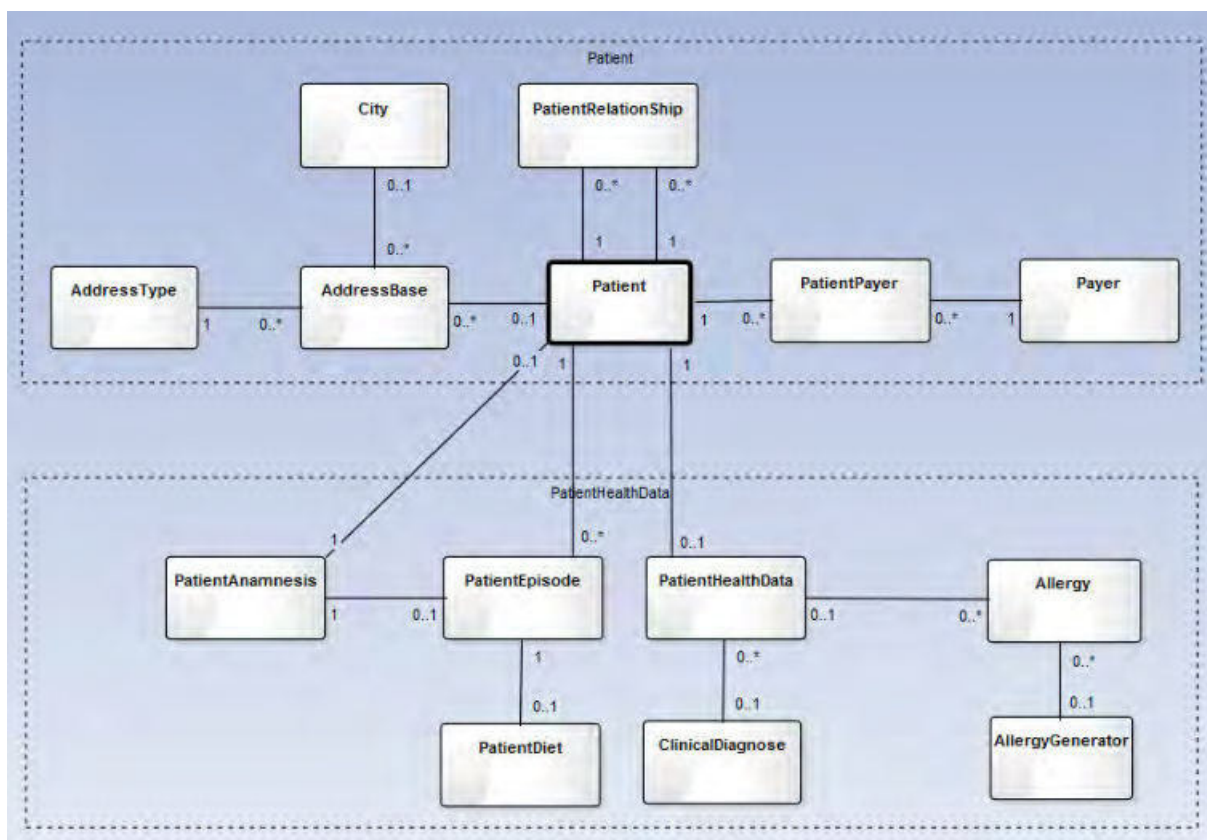 Patient
City
PatientRelationShip
0..1
0..*
0..*
0..*
1
1
AddressType
AddressBase
Patient
PatientPayer
Payer
1
0..*
0..*
0..1
1
0..*
0..*
1
0..1
1
1
PatientHealthData
1
0..*
0..1
PatientAnamnesis
PatientEpisode
PatientHealthData
Allergy
1
0..1
0..1
0..*
1
0..*
0..*
0..1
0..1
0..1
PatientDiet
ClinicalDiagnose
AllergyGenerator